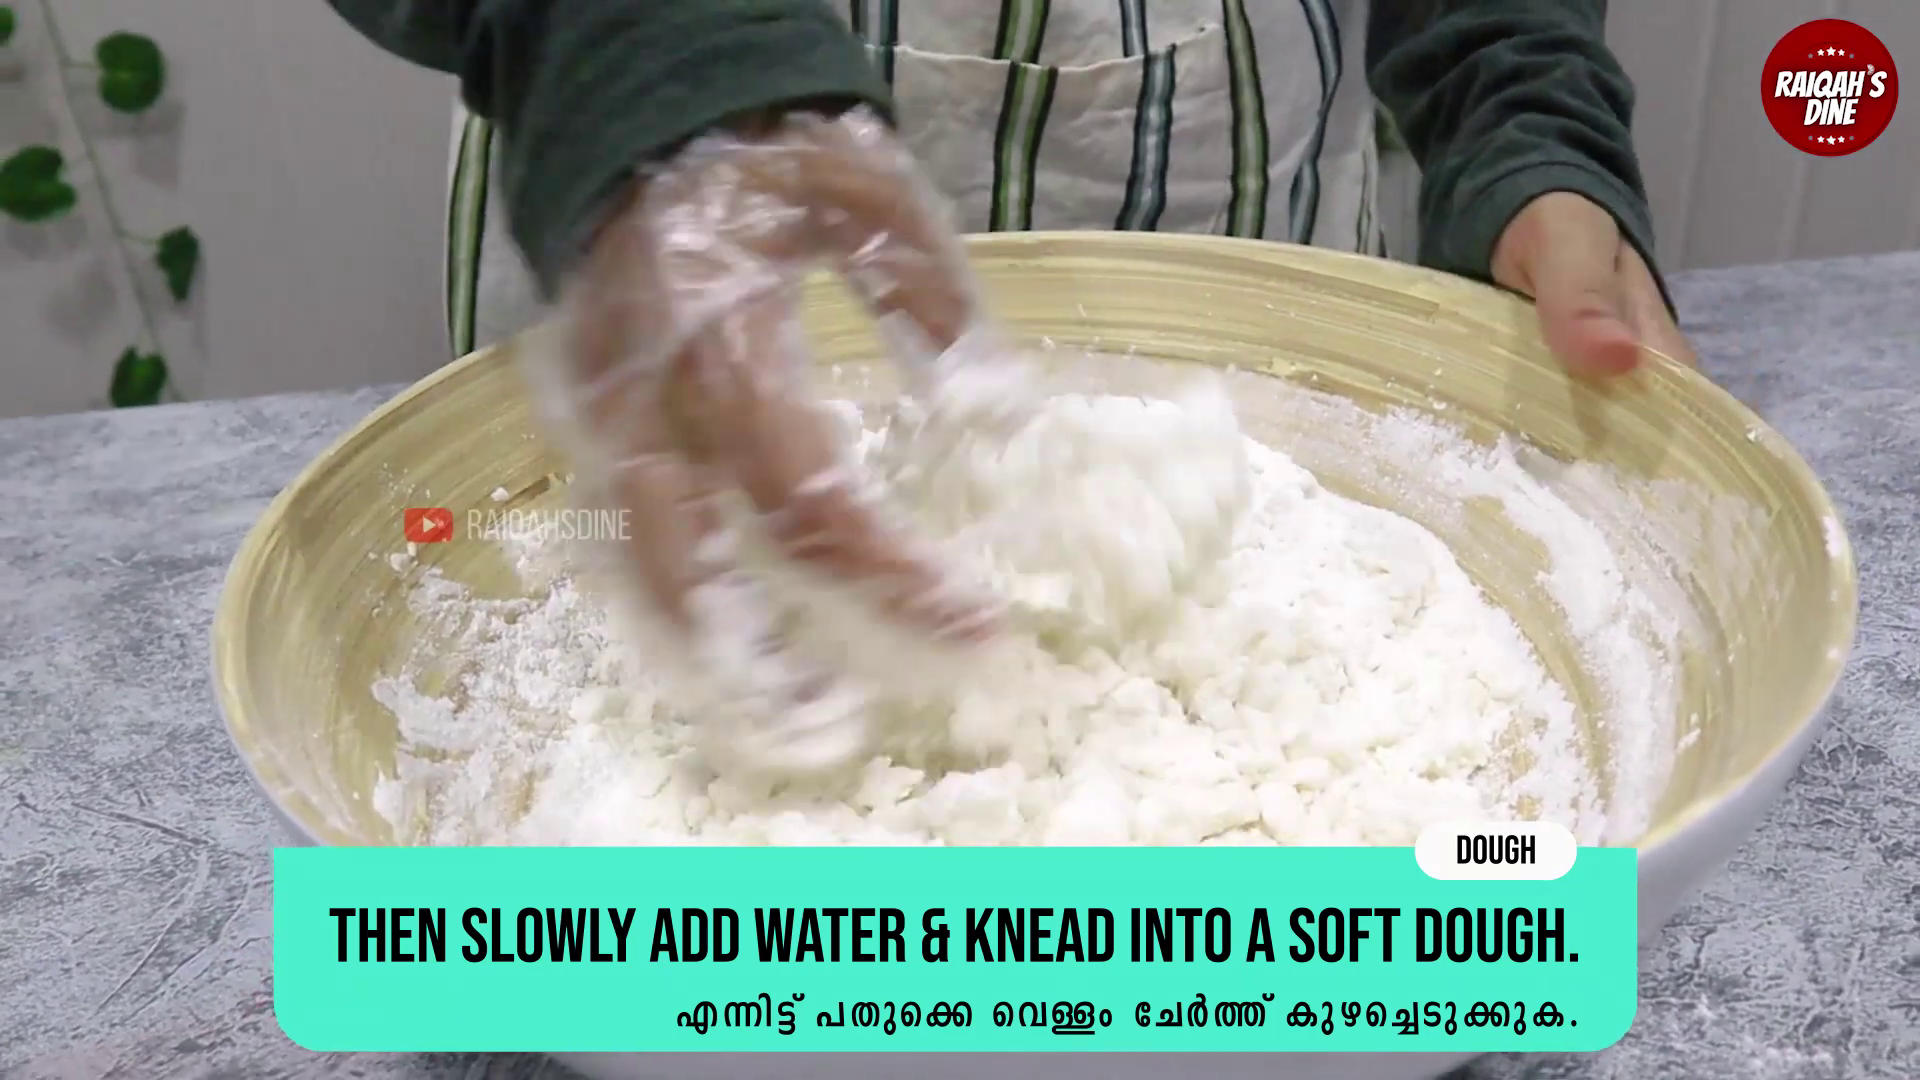 RAIQAH'S
DINE
RAIQAHSDINE
DOUGH
THEN SLOWLY ADD WATER & KNEAD INTO A SOFT DOUGH.
എന്നിട്ട് പതുക്കെ വെള്ളം ചേർത്ത് കുഴച്ചെടുക്കുക.